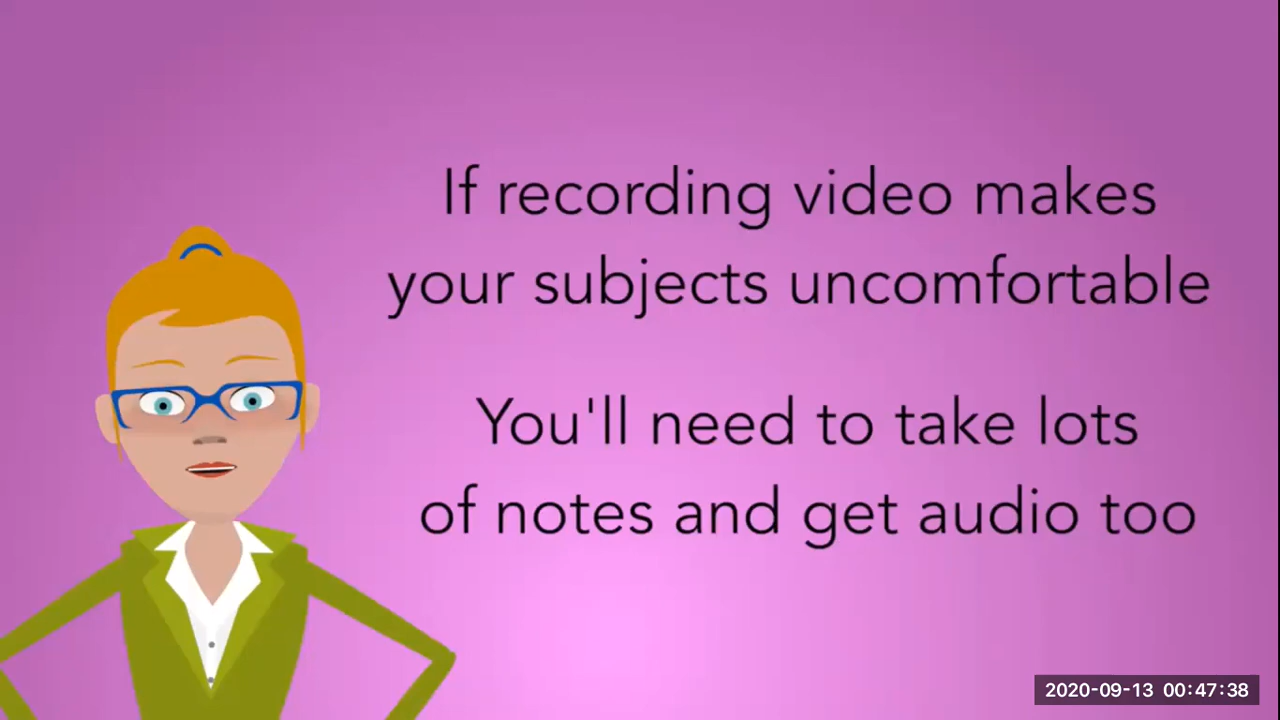 If recording video makes
your subjects uncomfortable
You'll need to take lots
of notes and get audio too
2020-09-13 00:47:38